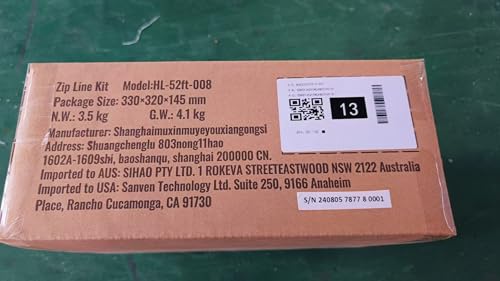 Zip Line Kit Model:HL-52ft-008
Package Size: 330×320×145 mm
N.W.: 3.5 kg G.W.: 4.1 kg
Manufacturer: Shanghaimuxinmuyeyouxiangongsi
Address: Shuangchenglu 803nong11hao
1602A-1609shi, baoshanqu, shanghai 200000 CN.
Imported to AUS: SIHAO PTY LTD. 1 ROKEVA STREETEASTWOOD NSW 2122 Australia
Imported to USA: Sanven Technology Ltd. Suite 250, 9166 Anaheim
Place, Rancho Cucamonga, CA 91730
13
S/N 240805 7877 8 0001